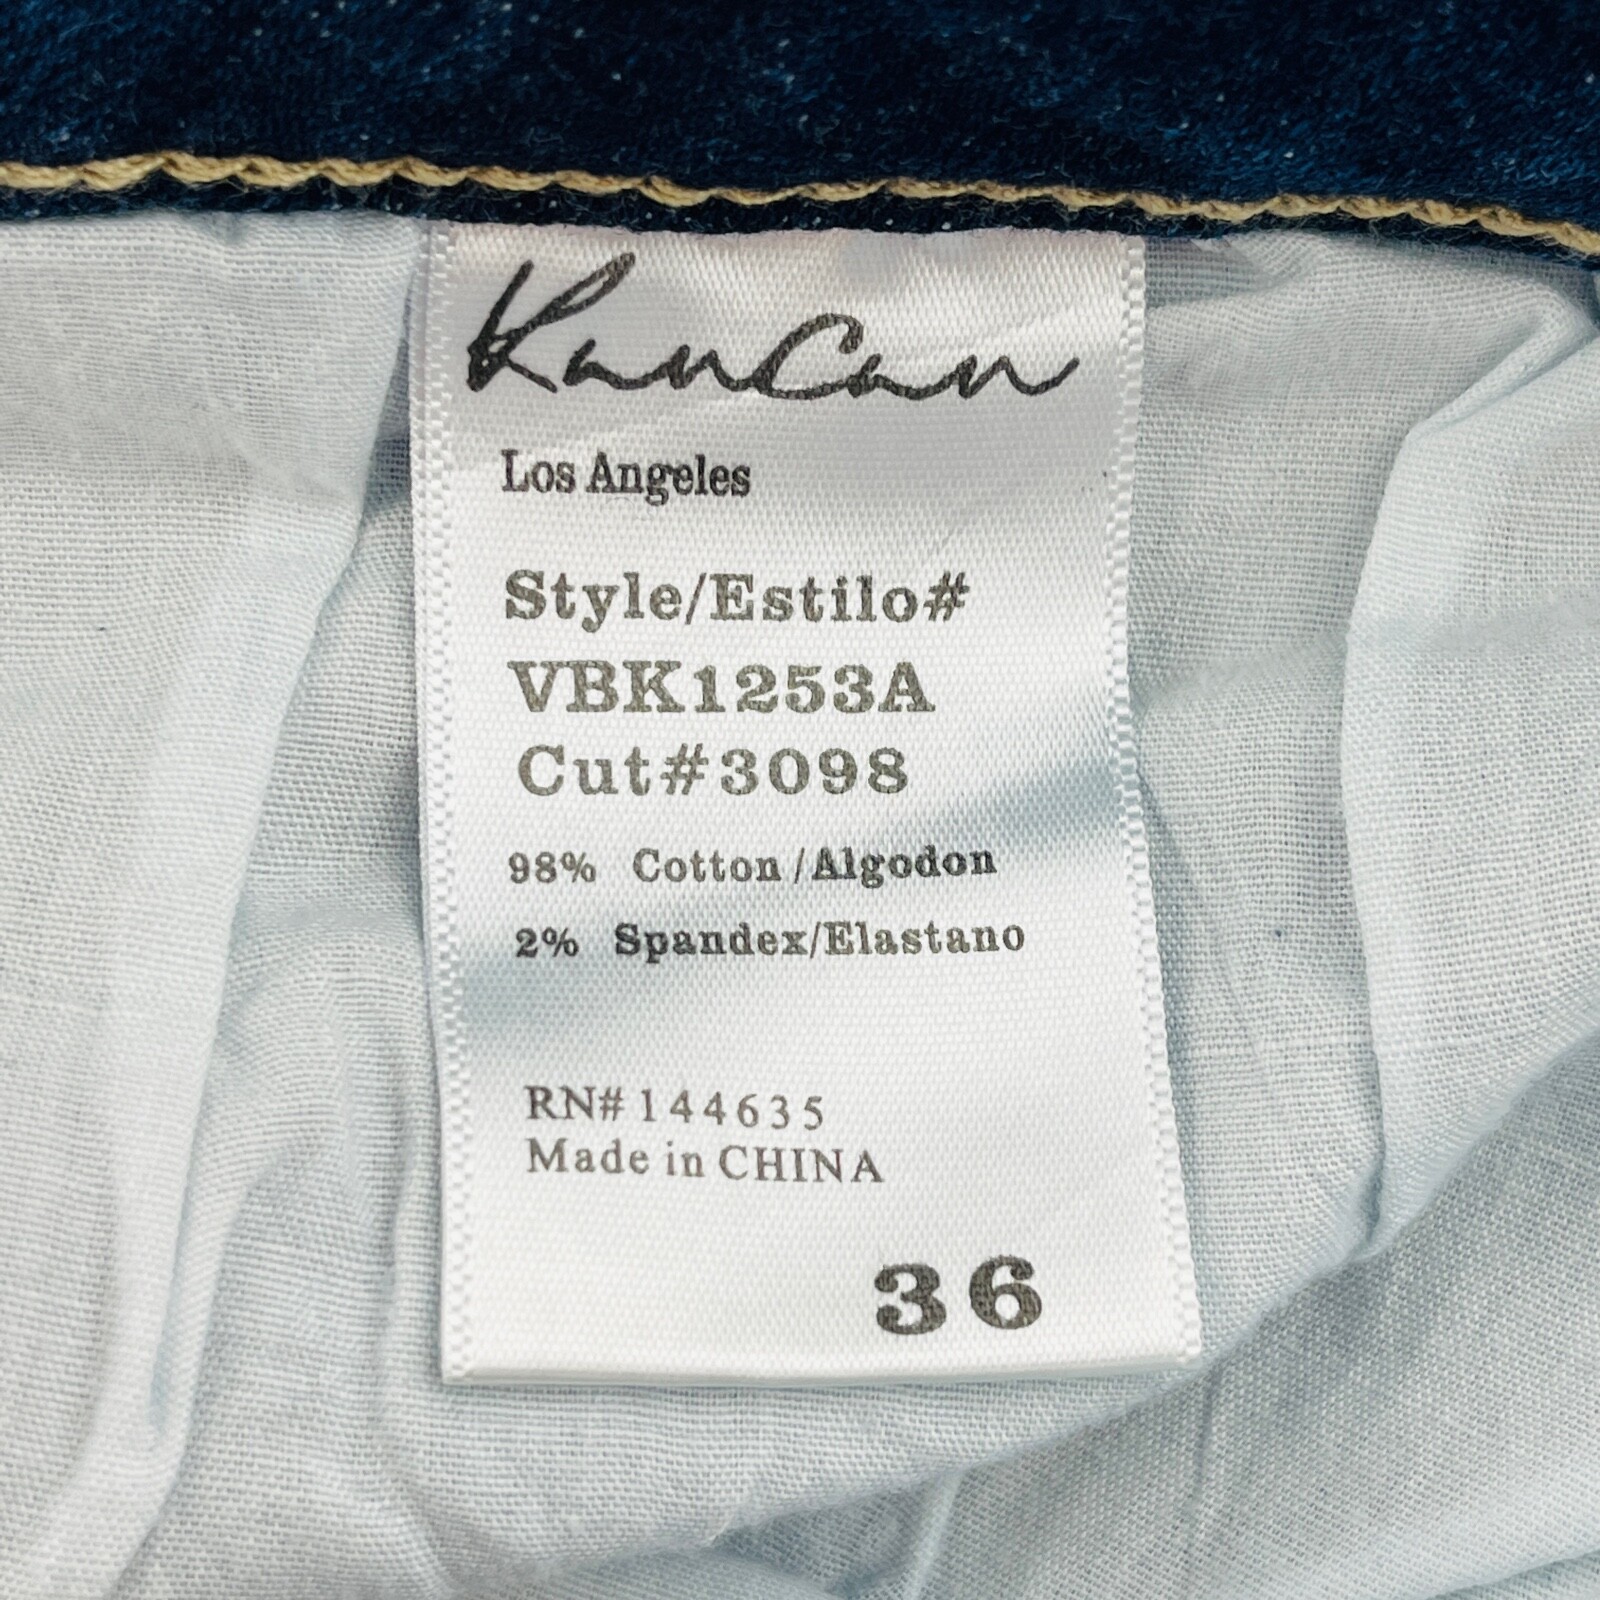 KanCan
Los Angeles
Style/Estilo#
VBK1253A
Cut#3098
98% Cotton/Algodon
2% Spandex/Elastano
RN#144635
Made in CHINA
36